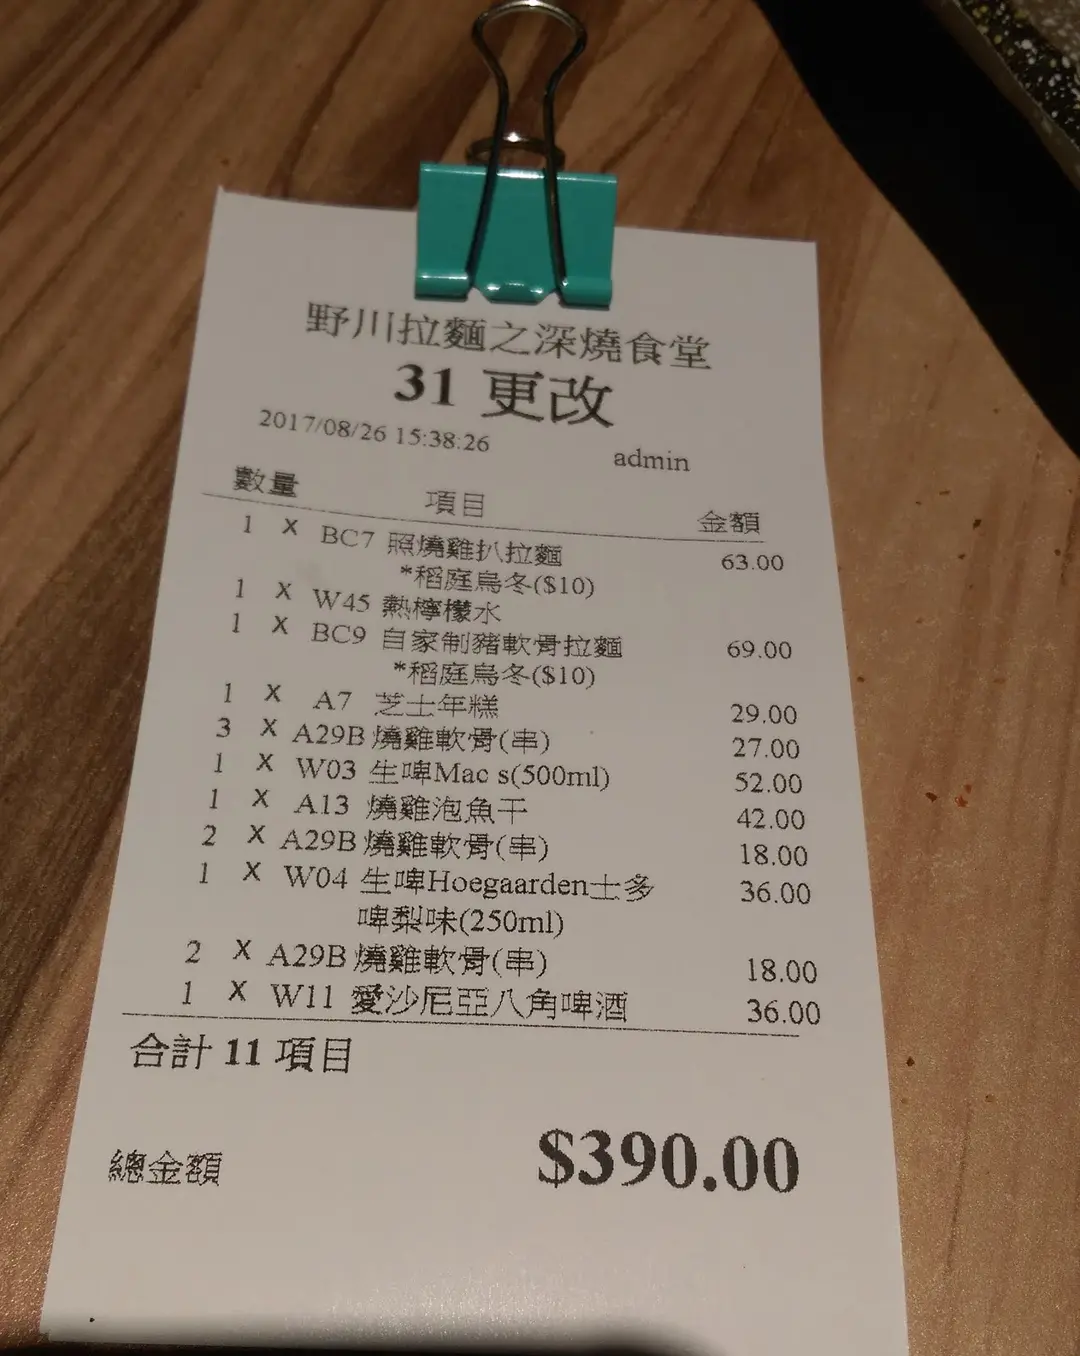 野川拉麵之深燒食堂
31 更改
2017/08/26 15:38:26 admin
數量 項目 金額
1 X BC7 照燒雞扒拉麵 63.00
*稻庭烏冬($10)
1 X W45 熱檸檬水
1 X BC9 自家制豬軟骨拉麵 69.00
*稻庭烏冬($10)
1 X A7 芝士年糕 29.00
3 X A29B 燒雞軟骨(串) 27.00
1 X W03 生啤Mac s(500ml) 52.00
1 X A13 燒雞泡魚干 42.00
2 X A29B 燒雞軟骨(串) 18.00
1 X W04 生啤Hoegaarden士多 36.00
啤梨味(250ml)
2 X A29B 燒雞軟骨(串) 18.00
1 X W11 愛沙尼亞八角啤酒 36.00
合計 11 項目
總金額 $390.00